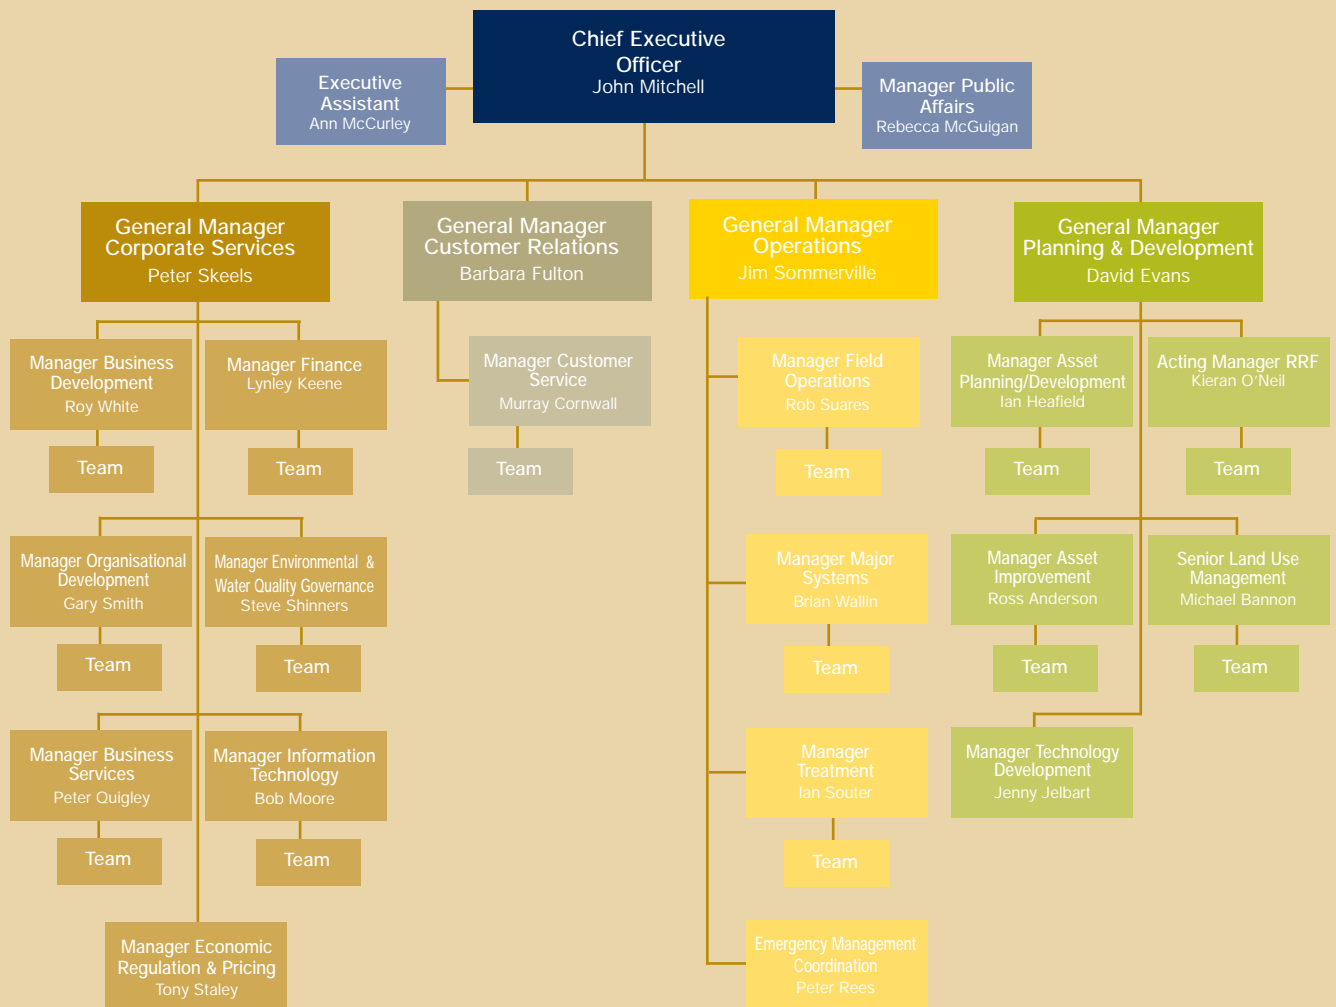 Chief Executive
Officer
John Mitchell
Executive
Assistant
Ann McCurley
Manager Public
Affairs
Rebecca McGuigan
General Manager
Corporate Services
Peter Skeels
General Manager
Customer Relations
Barbara Fulton
General Manager
Operations
Jim Sommerville
General Manager
Planning & Development
David Evans
Manager Business
Development
Roy White
Team
Manager Finance
Lynley Keene
Team
Manager Organisational
Development
Gary Smith
Team
Manager Environmental &
Water Quality Governance
Steve Shinners
Team
Manager Business
Services
Peter Quigley
Team
Manager Information
Technology
Bob Moore
Team
Manager Economic
Regulation & Pricing
Tony Staley
Manager Customer
Service
Murray Cornwall
Team
Manager Field
Operations
Rob Suares
Team
Manager Major
Systems
Brian Wallin
Team
Manager
Treatment
Ian Souter
Team
Emergency Management
Coordination
Peter Rees
Manager Asset
Planning/Development
Ian Heafield
Team
Acting Manager RRF
Kieran O'Neil
Team
Manager Asset
Improvement
Ross Anderson
Team
Senior Land Use
Management
Michael Bannon
Team
Manager Technology
Development
Jenny Jelbart